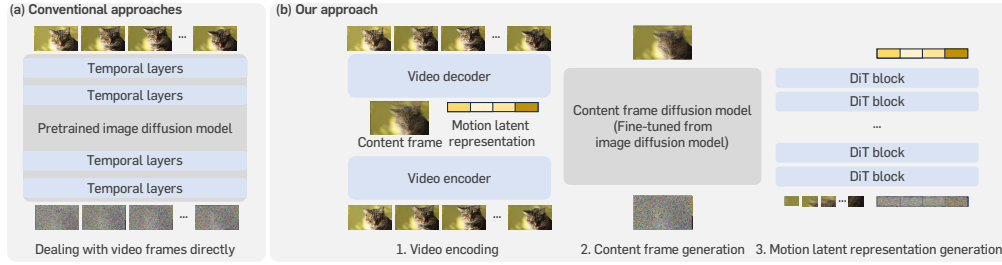 (a) Conventional approaches
...
Temporal layers
Temporal layers
Pretrained image diffusion model
Temporal layers
Temporal layers
...
Dealing with video frames directly
(b) Our approach
...
Video decoder
Content frame
Motion latent
representation
Video encoder
...
1. Video encoding
Content frame diffusion model
(Fine-tuned from
image diffusion model)
2. Content frame generation
DiT block
DiT block
...
DiT block
DiT block
...
3. Motion latent representation generation